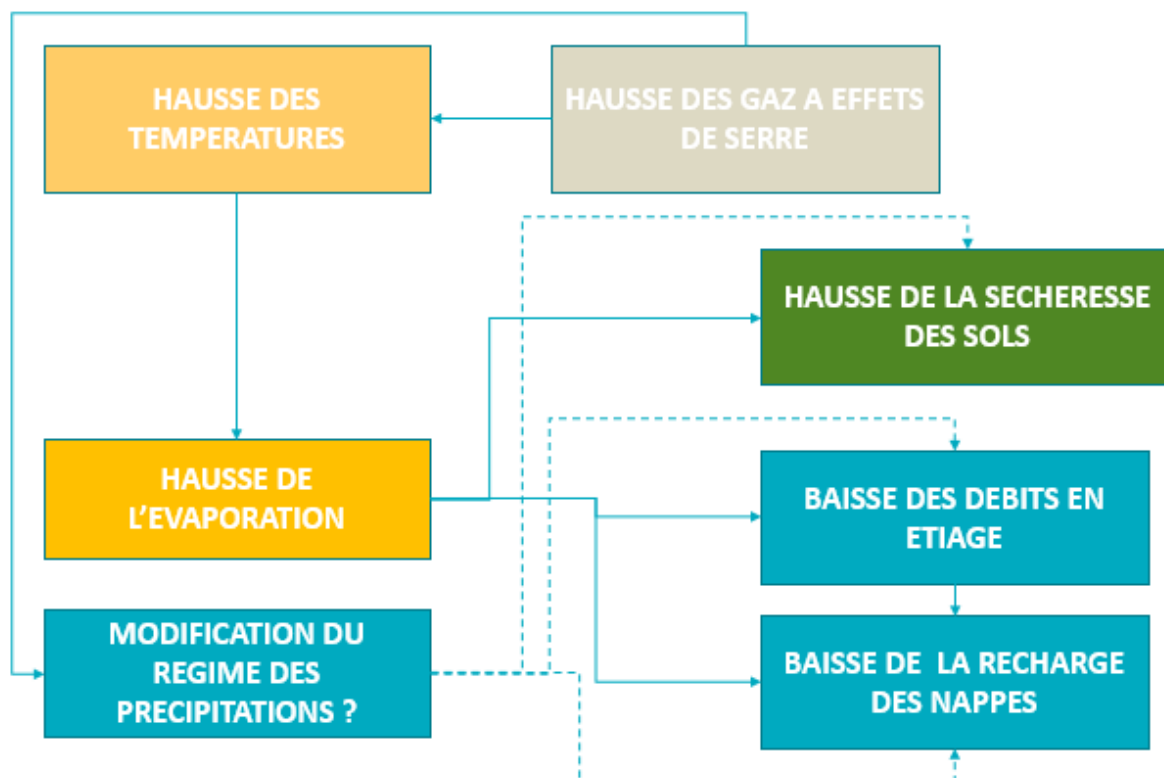 HAUSSE DES
TEMPERATURES
HAUSSE DES GAZ A EFFETS
DE SERRE
HAUSSE DE LA SECHERESSE
DES SOLS
HAUSSE DE
L'EVAPORATION
BAISSE DES DEBITS EN
ETIAGE
MODIFICATION DU
REGIME DES
PRECIPITATIONS ?
BAISSE DE LA RECHARGE
DES NAPPES